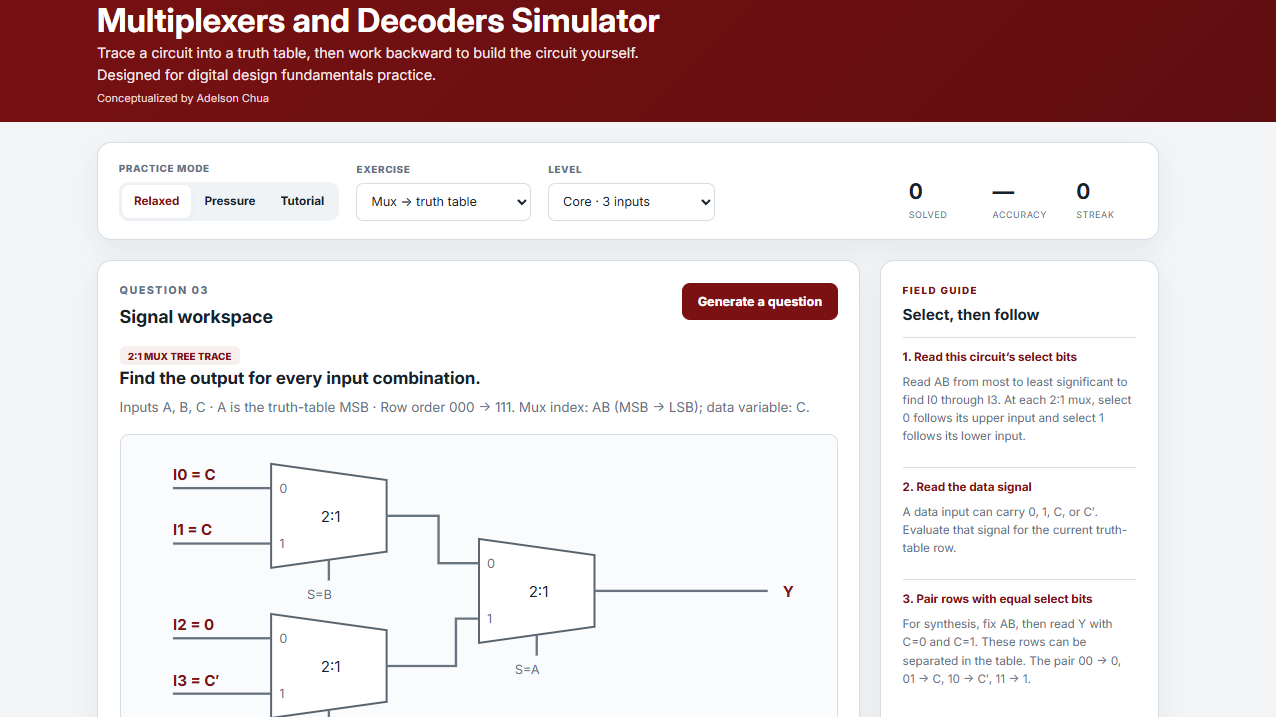 Multiplexers and Decoders Simulator
Trace a circuit into a truth table, then work backward to build the circuit yourself.
Designed for digital design fundamentals practice.
Conceptualized by Adelson Chua
PRACTICE MODE
Relaxed
Pressure
Tutorial
EXERCISE
Mux → truth table
LEVEL
Core · 3 inputs
0
SOLVED
—
ACCURACY
0
STREAK
QUESTION 03
Signal workspace
Generate a question
2:1 MUX TREE TRACE
Find the output for every input combination.
Inputs A, B, C · A is the truth-table MSB · Row order 000 → 111. Mux index: AB (MSB → LSB); data variable: C.
I0 = C
0
2:1
I1 = C
1
S=B
0
2:1
1
Y
S=A
I2 = 0
0
2:1
I3 = C′
1
FIELD GUIDE
Select, then follow
1. Read this circuit’s select bits
Read AB from most to least significant to
find I0 through I3. At each 2:1 mux, select
0 follows its upper input and select 1
follows its lower input.
2. Read the data signal
A data input can carry 0, 1, C, or C′.
Evaluate that signal for the current truth-
table row.
3. Pair rows with equal select bits
For synthesis, fix AB, then read Y with
C=0 and C=1. These rows can be
separated in the table. The pair 00 → 0,
01 → C, 10 → C′, 11 → 1.